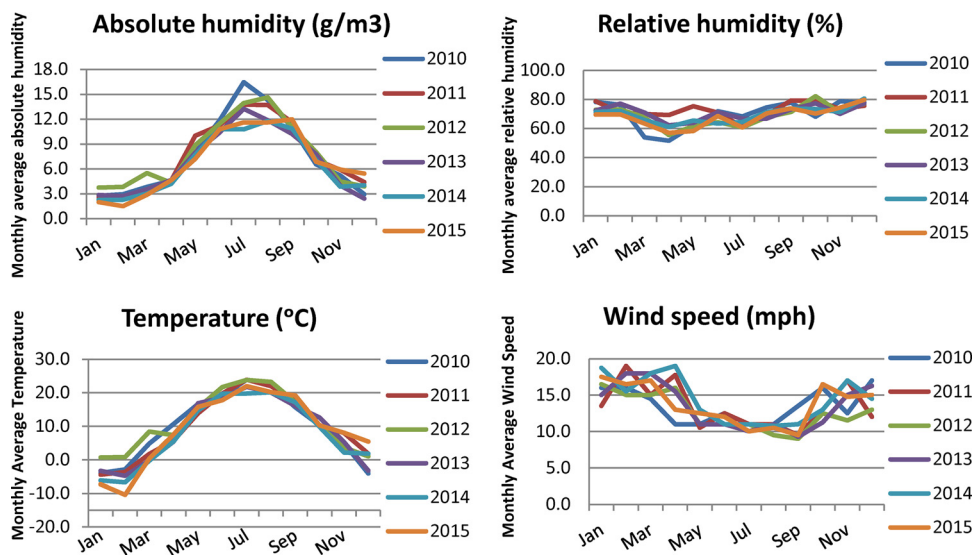 Absolute humidity (g/m3)
Monthly average absolute humidity
18.0
15.0
12.0
9.0
6.0
3.0
0.0
Jan
Mar
May
Jul
Sep
Nov
2010
2011
2012
2013
2014
2015
Relative humidity (%)
Monthly average relative humidity
100.0
80.0
60.0
40.0
20.0
0.0
Jan
Mar
May
Jul
Sep
Nov
2010
2011
2012
2013
2014
2015
Temperature (°C)
Monthly Average Temperature
30.0
20.0
10.0
0.0
-10.0
-20.0
Jan
Mar
May
Jul
Sep
Nov
2010
2011
2012
2013
2014
2015
Wind speed (mph)
Monthly Average Wind Speed
20.0
15.0
10.0
5.0
0.0
Jan
Mar
May
Jul
Sep
Nov
2010
2011
2012
2013
2014
2015